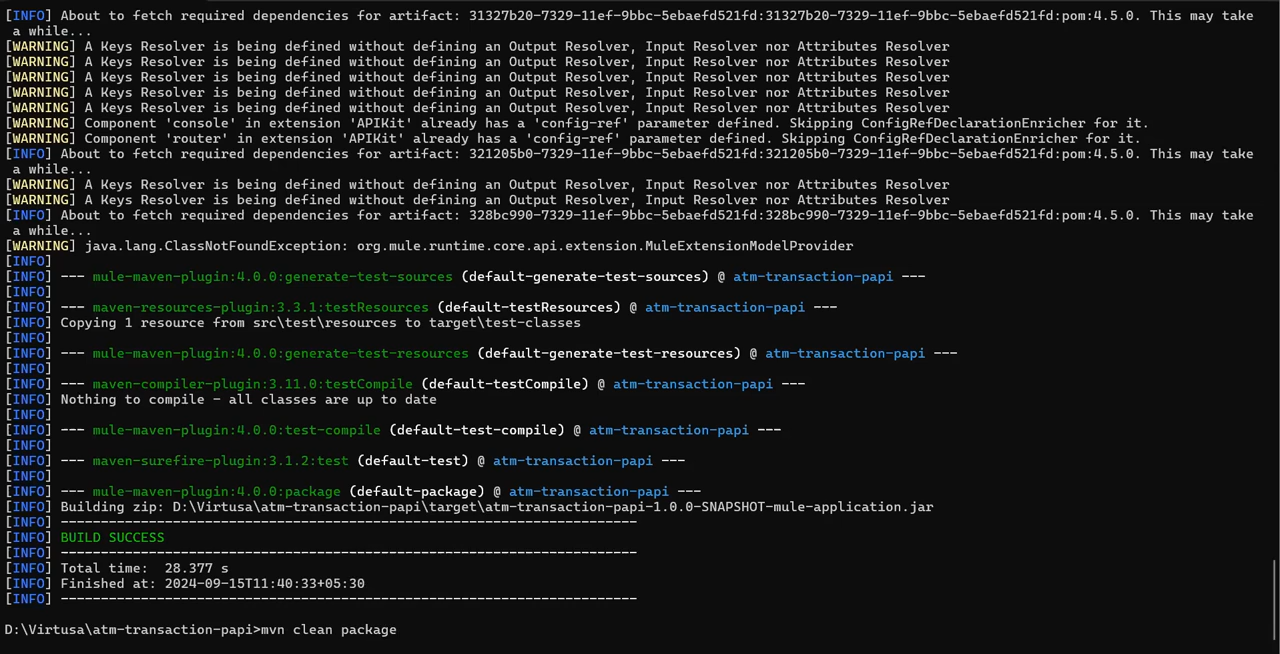 [INFO] About to fetch required dependencies for artifact: 31327b20-7329-11ef-9bbc-5ebaefd521fd:31327b20-7329-11ef-9bbc-5ebaefd521fd:pom:4.5.0. This may take
a while...
[WARNING] A Keys Resolver is being defined without defining an Output Resolver, Input Resolver nor Attributes Resolver
[WARNING] A Keys Resolver is being defined without defining an Output Resolver, Input Resolver nor Attributes Resolver
[WARNING] A Keys Resolver is being defined without defining an Output Resolver, Input Resolver nor Attributes Resolver
[WARNING] A Keys Resolver is being defined without defining an Output Resolver, Input Resolver nor Attributes Resolver
[WARNING] A Keys Resolver is being defined without defining an Output Resolver, Input Resolver nor Attributes Resolver
[WARNING] Component 'console' in extension 'APIKit' already has a 'config-ref' parameter defined. Skipping ConfigRefDeclarationEnricher for it.
[WARNING] Component 'router' in extension 'APIKit' already has a 'config-ref' parameter defined. Skipping ConfigRefDeclarationEnricher for it.
[INFO] About to fetch required dependencies for artifact: 321205b0-7329-11ef-9bbc-5ebaefd521fd:321205b0-7329-11ef-9bbc-5ebaefd521fd:pom:4.5.0. This may take
a while...
[WARNING] A Keys Resolver is being defined without defining an Output Resolver, Input Resolver nor Attributes Resolver
[WARNING] A Keys Resolver is being defined without defining an Output Resolver, Input Resolver nor Attributes Resolver
[INFO] About to fetch required dependencies for artifact: 328bc990-7329-11ef-9bbc-5ebaefd521fd:328bc990-7329-11ef-9bbc-5ebaefd521fd:pom:4.5.0. This may take
a while...
[WARNING] java.lang.ClassNotFoundException: org.mule.runtime.core.api.extension.MuleExtensionModelProvider
[INFO]
[INFO] --- mule-maven-plugin:4.0.0:generate-test-sources (default-generate-test-sources) @ atm-transaction-papi ---
[INFO]
[INFO] --- maven-resources-plugin:3.3.1:testResources (default-testResources) @ atm-transaction-papi ---
[INFO] Copying 1 resource from src\test\resources to target\test-classes
[INFO]
[INFO] --- mule-maven-plugin:4.0.0:generate-test-resources (default-generate-test-resources) @ atm-transaction-papi ---
[INFO]
[INFO] --- maven-compiler-plugin:3.11.0:testCompile (default-testCompile) @ atm-transaction-papi ---
[INFO] Nothing to compile - all classes are up to date
[INFO]
[INFO] --- mule-maven-plugin:4.0.0:test-compile (default-test-compile) @ atm-transaction-papi ---
[INFO]
[INFO] --- maven-surefire-plugin:3.1.2:test (default-test) @ atm-transaction-papi ---
[INFO]
[INFO] --- mule-maven-plugin:4.0.0:package (default-package) @ atm-transaction-papi ---
[INFO] Building zip: D:\Virtusa\atm-transaction-papi\target\atm-transaction-papi-1.0.0-SNAPSHOT-mule-application.jar
[INFO] ------------------------------------------------------------------------
[INFO] BUILD SUCCESS
[INFO] ------------------------------------------------------------------------
[INFO] Total time:  28.377 s
[INFO] Finished at: 2024-09-15T11:40:33+05:30
[INFO] ------------------------------------------------------------------------
D:\Virtusa\atm-transaction-papi>mvn clean package